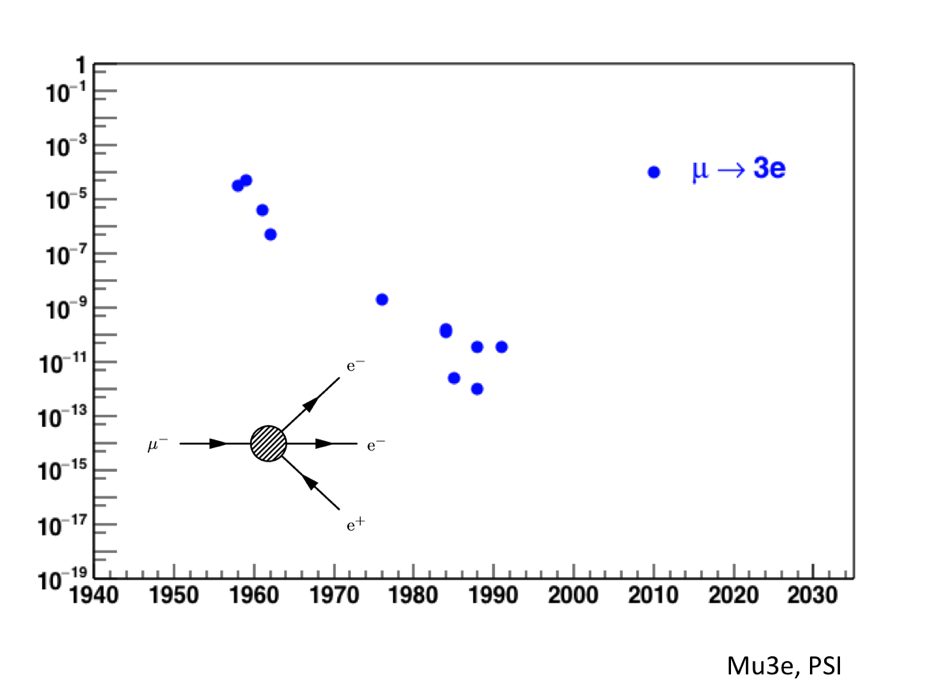 1
10⁻¹
10⁻³
10⁻⁵
10⁻⁷
10⁻⁹
10⁻¹¹
10⁻¹³
10⁻¹⁵
10⁻¹⁷
10⁻¹⁹
μ → 3e
e⁻
μ⁻
e⁻
e⁺
1940 1950 1960 1970 1980 1990 2000 2010 2020 2030
Mu3e, PSI